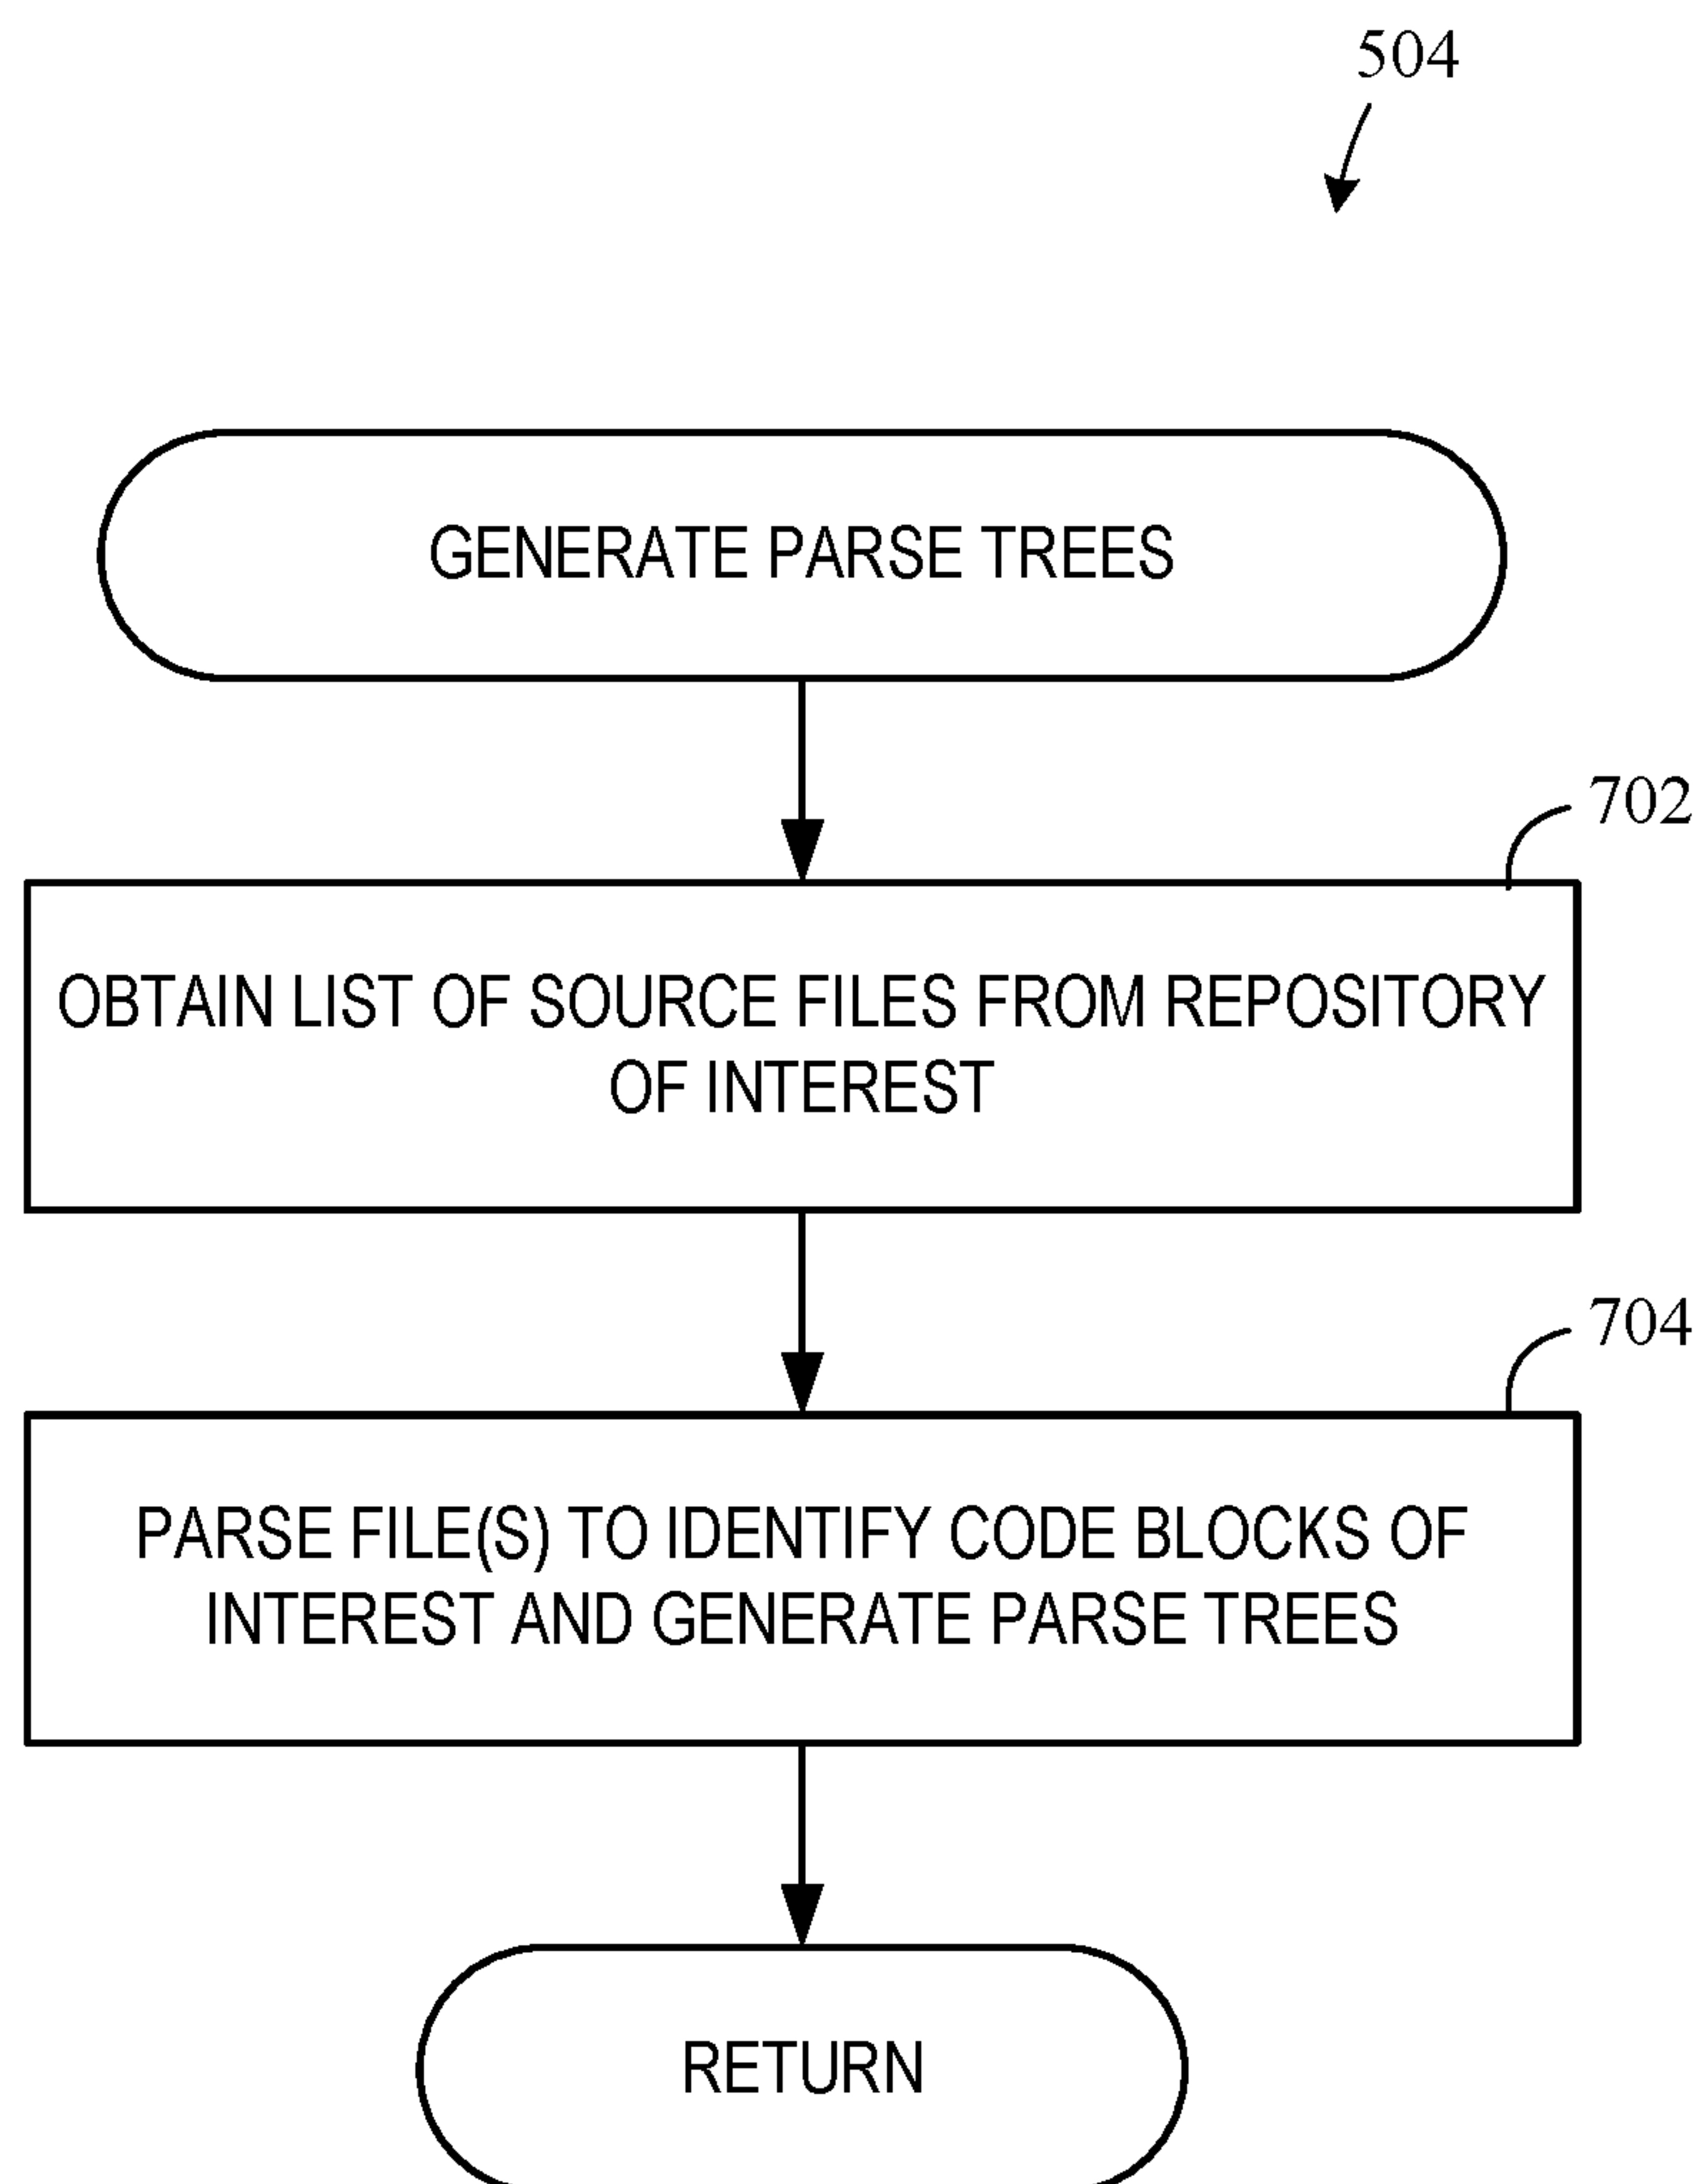 504
GENERATE PARSE TREES
702
OBTAIN LIST OF SOURCE FILES FROM REPOSITORY
OF INTEREST
704
PARSE FILE(S) TO IDENTIFY CODE BLOCKS OF
INTEREST AND GENERATE PARSE TREES
RETURN